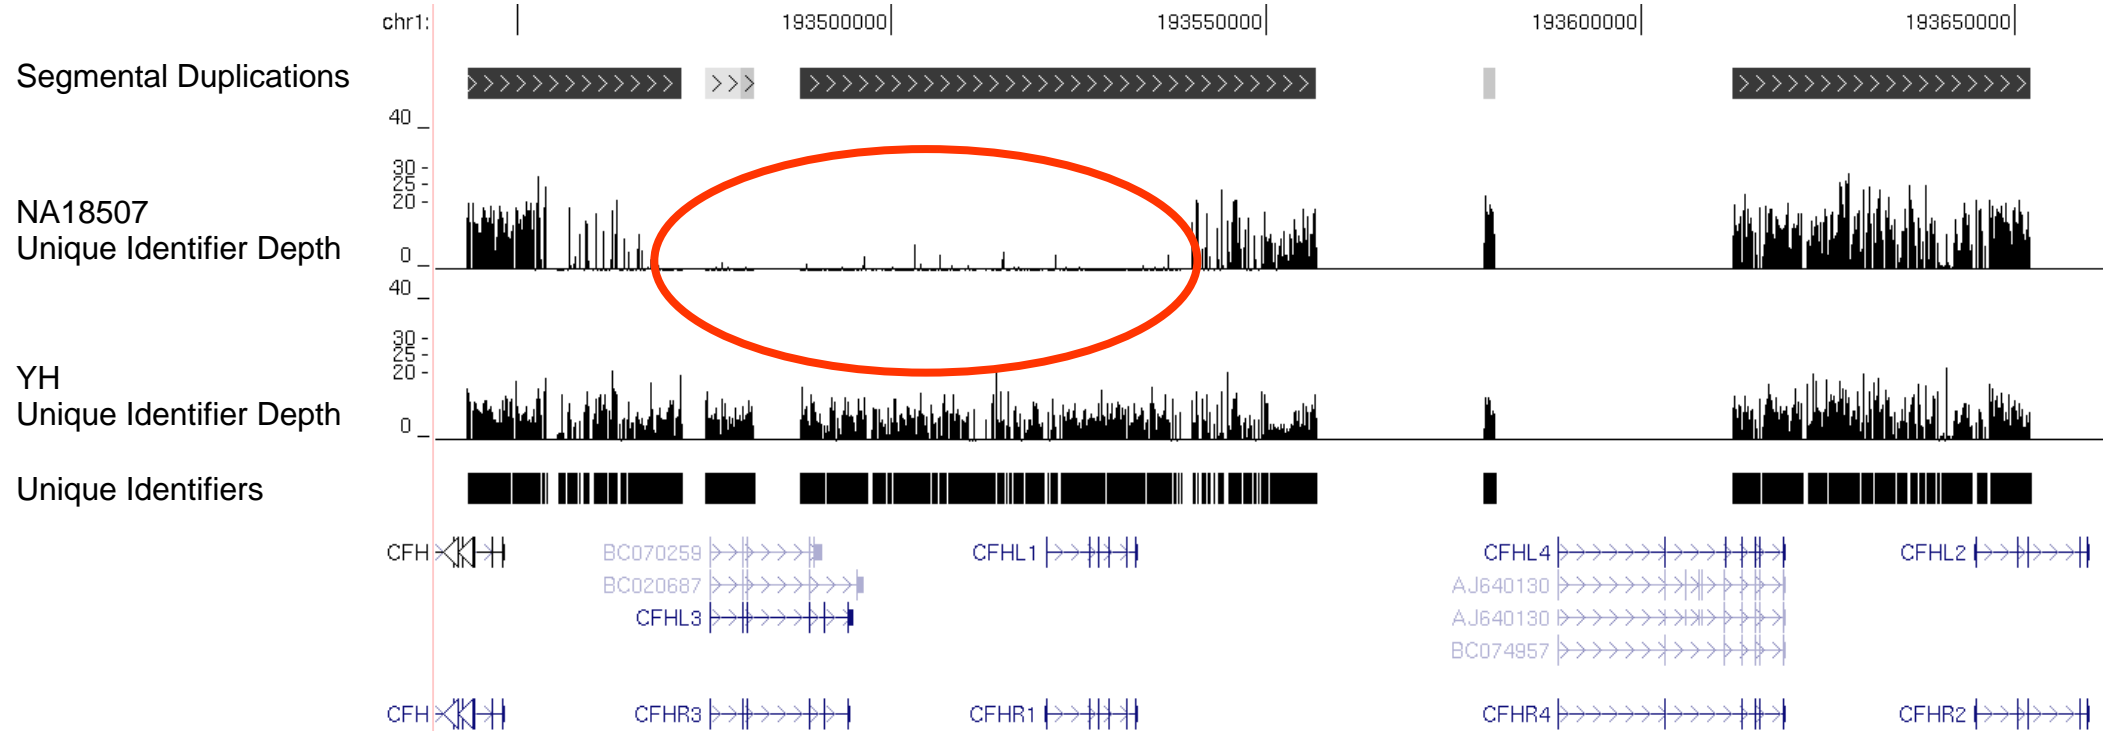 chr1: 193500000 193550000 193600000 193650000
Segmental Duplications
40
30
25
20
0
NA18507
Unique Identifier Depth
40
30
25
20
0
YH
Unique Identifier Depth
Unique Identifiers
CFH BC070259 CFHL1 CFHL4 CFHL2
BC020687 AJ640130
CFHL3 AJ640130
BC074957
CFH CFHR3 CFHR1 CFHR4 CFHR2